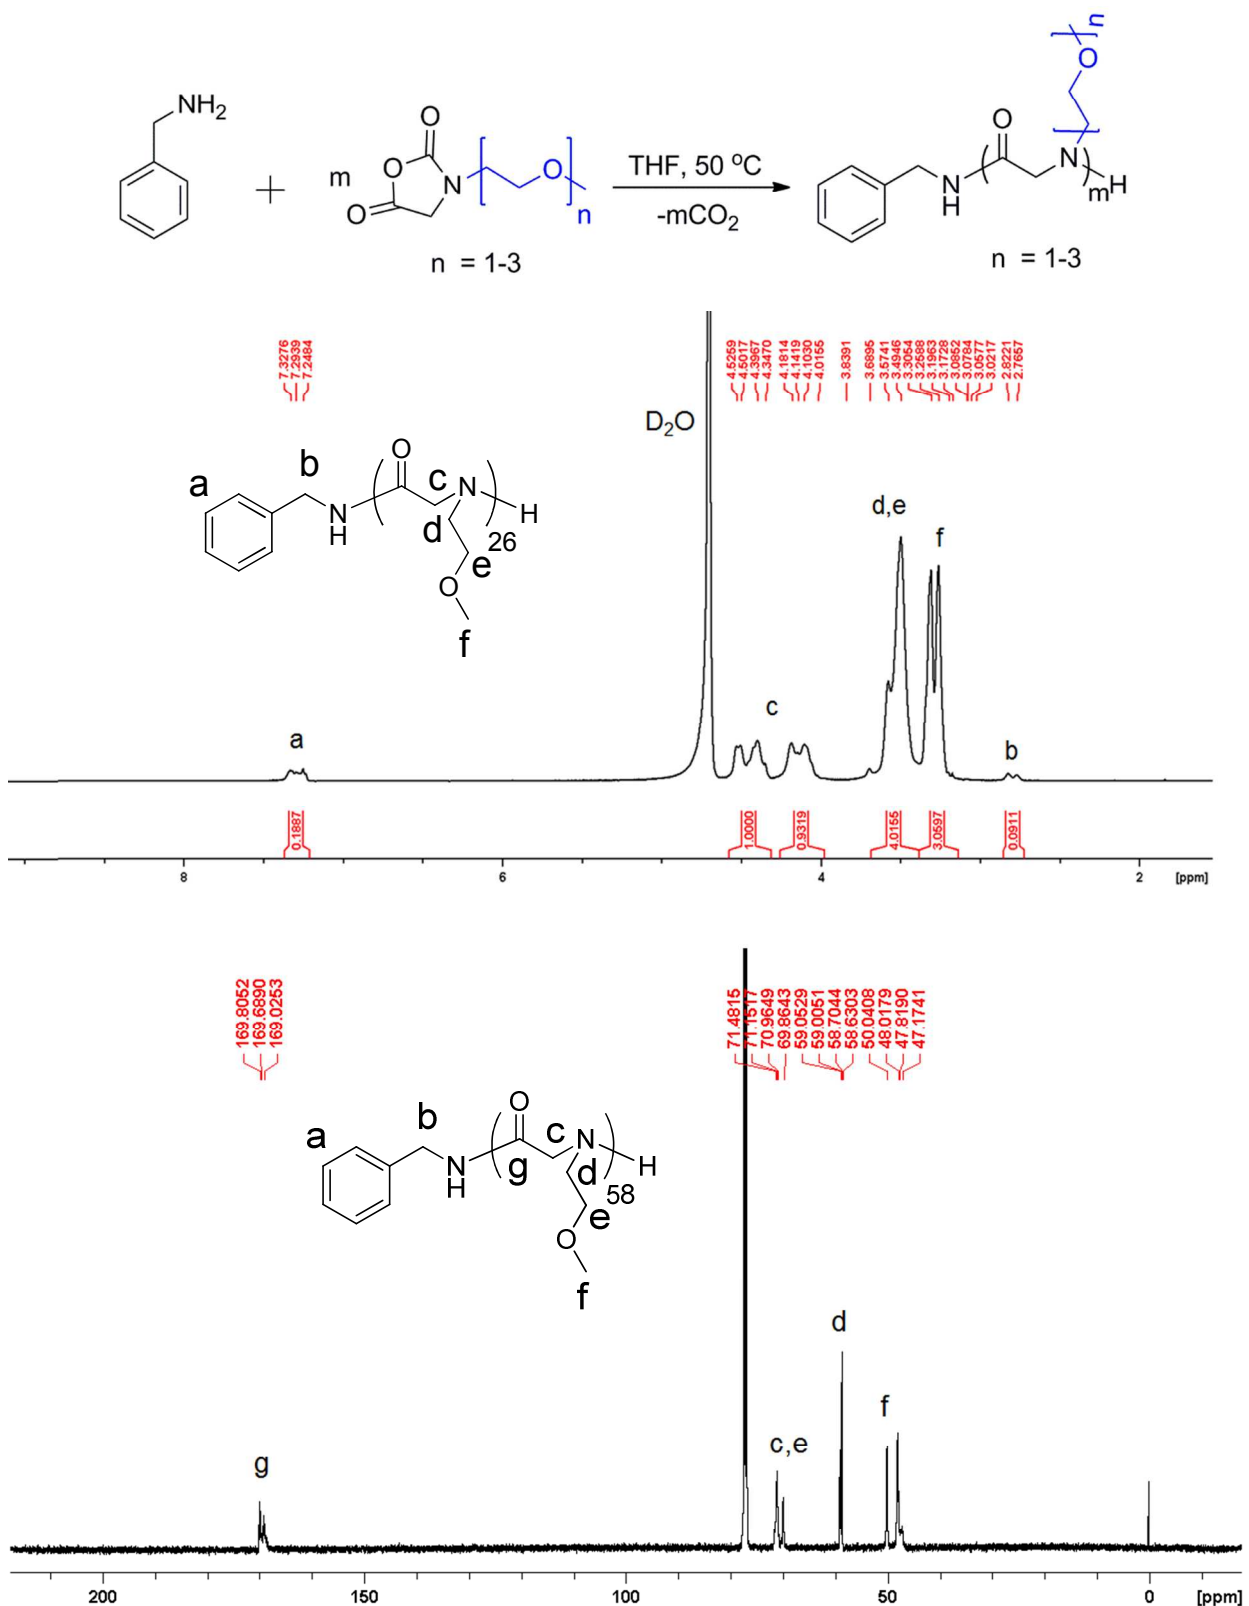 NH2
m
O
O
O
N
O
n
n = 1-3
THF, 50 °C
-mCO2
N
H
O
N
O
n
mH
n = 1-3
7.3276
7.2939
7.2484
4.5259
4.5017
4.3967
4.3470
4.1814
4.1419
4.1030
4.0155
3.8391
3.6895
3.5741
3.4946
3.3054
3.2588
3.1963
3.1728
3.0852
3.0784
3.0577
3.0217
2.8221
2.7657
D2O
a
b
N
H
O
c
N
H
26
d
e
O
f
d,e
f
a
c
b
0.1887
1.0000
0.9319
4.0155
3.0597
0.0911
8
6
4
2
[ppm]
169.8052
169.6890
169.0253
71.4815
71.1517
70.9649
69.8643
59.0529
59.0051
58.7044
58.6303
50.0408
48.0179
47.8190
47.1741
a
b
N
H
O
g
c
N
H
58
d
e
O
f
g
c,e
d
f
200
150
100
50
0
[ppm]